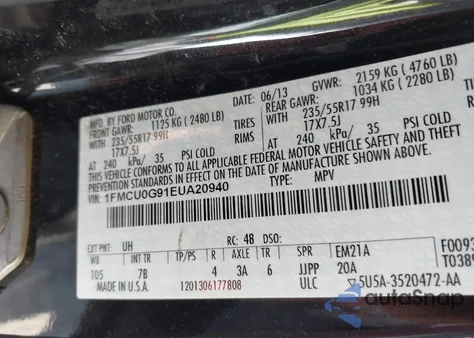 MFD. BY FORD MOTOR CO.
DATE: 06/13 GVWR: 2159 KG (4760 LB)
FRONT GAWR: 1125 KG (2480 LB) REAR GAWR: 1034 KG (2280 LB)
235/55R17 99H TIRES 235/55R17 99H
17X7.5J RIMS 17X7.5J
AT 240 kPa/ 35 PSI COLD AT 240 kPa/ 35 PSI COLD
THIS VEHICLE CONFORMS TO ALL APPLICABLE FEDERAL MOTOR VEHICLE SAFETY AND THEFT
PREVENTION STANDARDS IN EFFECT ON THE DATE OF MANUFACTURE SHOWN ABOVE.
VIN: 1FMCU0G91EUA20940 TYPE: MPV
EXT PNT: UH RC: 48 DSO:
WB TP/PS R AXLE TR SPR EM21A F0093
105 7B 4 3A 6 JJPP 20A T0389
MADE IN U.S.A. 1201306177808 ULC 5U5A-3520472-AA
autoSnap